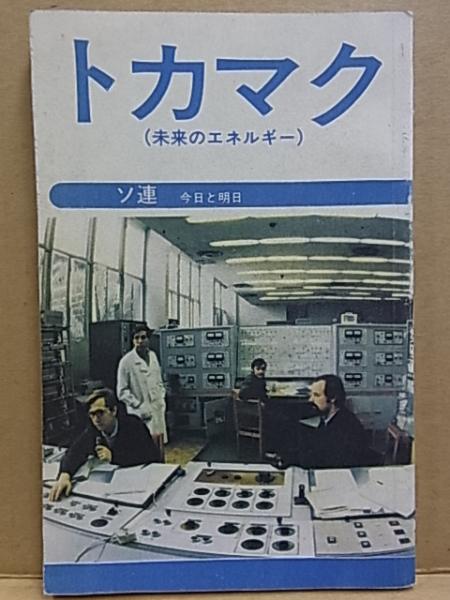 トカマク
(未来のエネルギー)
ソ連 今日と明日